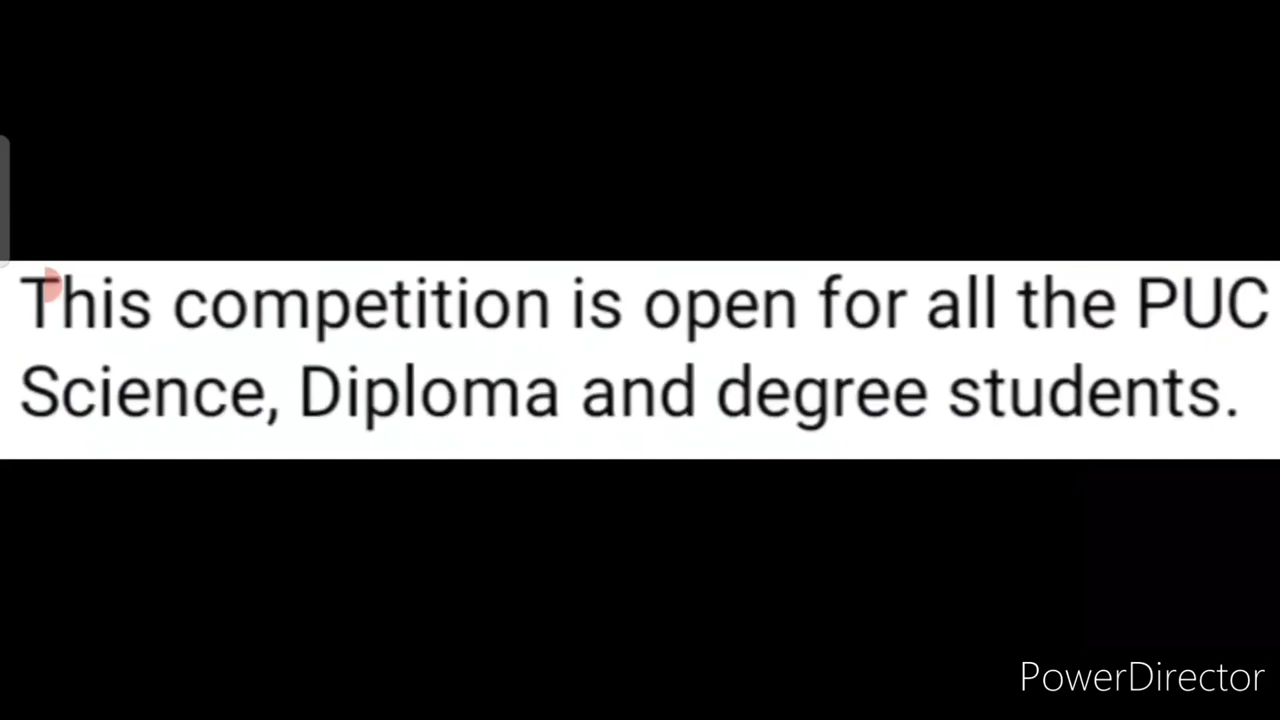 This competition is open for all the PUC
Science, Diploma and degree students.
PowerDirector